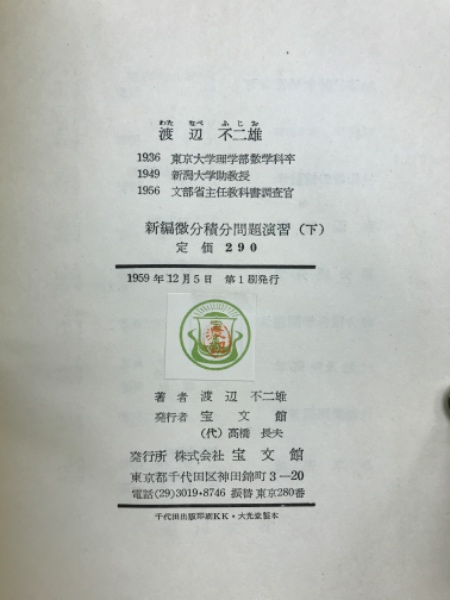 わた なべ ふじお
渡辺 不二雄
1936 東京大学理学部数学科卒
1949 新潟大学助教授
1956 文部省主任教科書調査官
新編微分積分問題演習(下)
定価 290
1959年12月5日 第1刷発行
著者 渡辺 不二雄
発行者 宝文館
(代)高橋 長夫
発行所 株式会社 宝文館
東京都千代田区神田錦町3—20
電話(29)3019・8746 振替東京280番
千代田出版印刷KK・大光堂製本